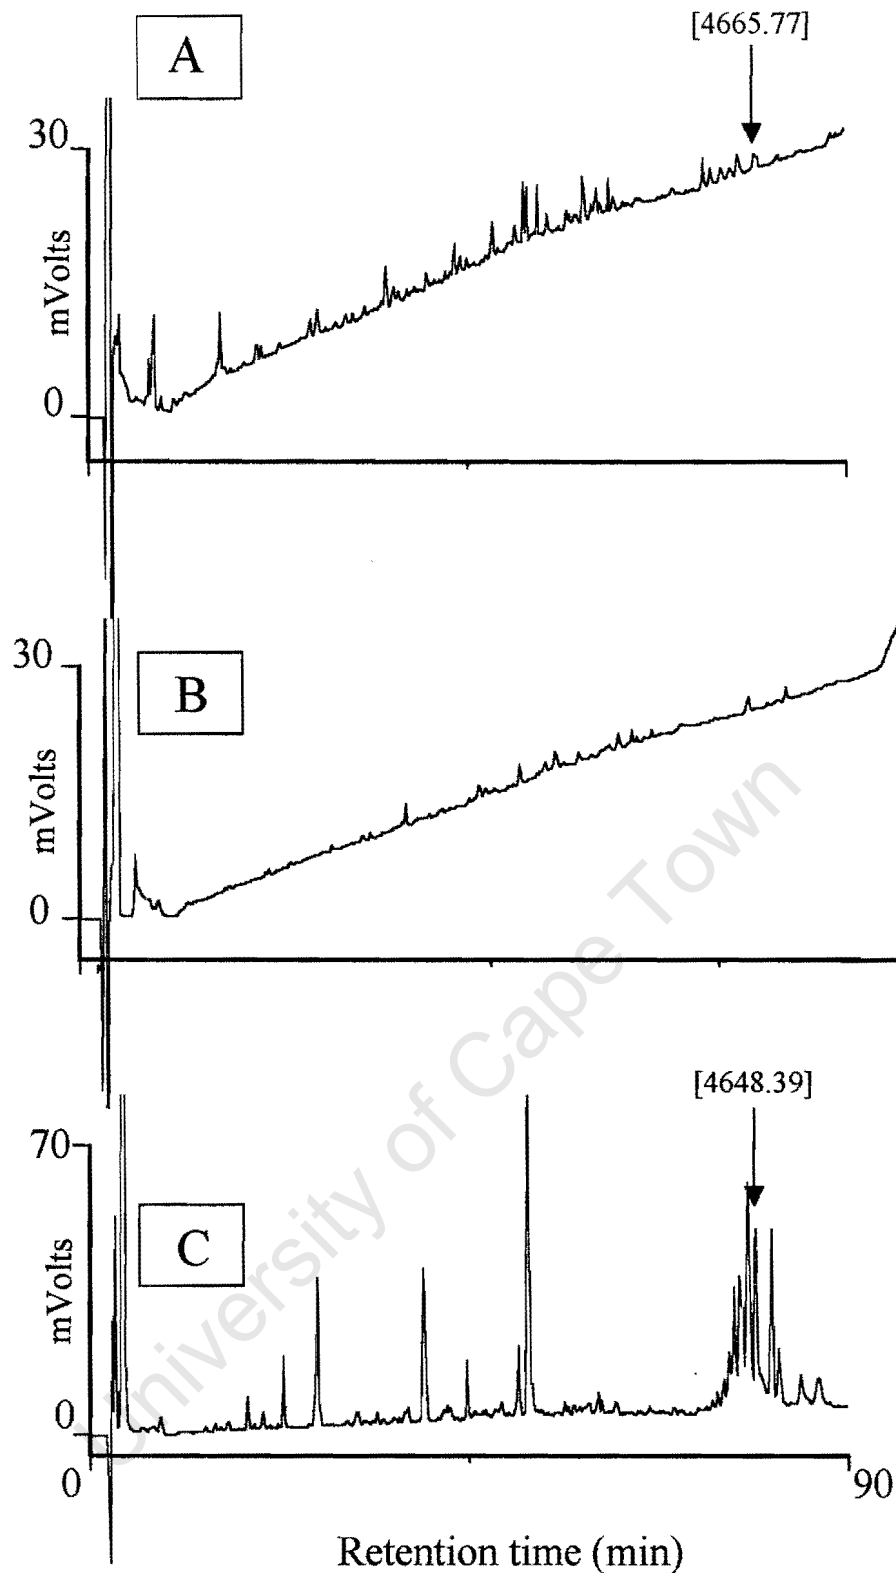 [4665.77]
A
30
mVolts
0
30
B
mVolts
0
[4648.39]
70
C
mVolts
0
0
90
Retention time (min)
University of Cape Town